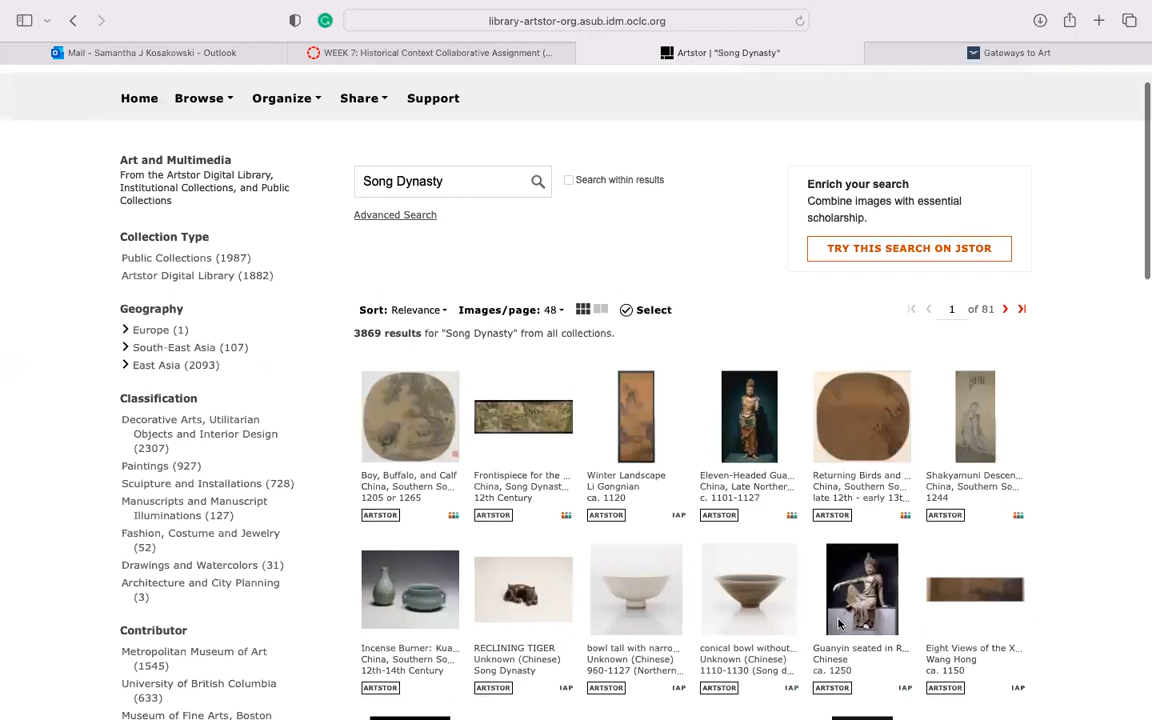 library-artstor-org.asub.idm.oclc.org
Mail - Samantha J Kosakowski - Outlook
WEEK 7: Historical Context Collaborative Assignment (...
Artstor | "Song Dynasty"
Gateways to Art
Home Browse Organize Share Support
Art and Multimedia
From the Artstor Digital Library,
Institutional Collections, and Public
Collections
Collection Type
Public Collections (1987)
Artstor Digital Library (1882)
Geography
Europe (1)
South-East Asia (107)
East Asia (2093)
Classification
Decorative Arts, Utilitarian
Objects and Interior Design
(2307)
Paintings (927)
Sculpture and Installations (728)
Manuscripts and Manuscript
Illuminations (127)
Fashion, Costume and Jewelry
(52)
Drawings and Watercolors (31)
Architecture and City Planning
(3)
Contributor
Metropolitan Museum of Art
(1545)
University of British Columbia
(633)
Museum of Fine Arts, Boston
Song Dynasty
Search within results
Advanced Search
Enrich your search
Combine images with essential
scholarship.
TRY THIS SEARCH ON JSTOR
Sort: Relevance Images/page: 48 Select
1 of 81
3869 results for "Song Dynasty" from all collections.
Boy, Buffalo, and Calf
China, Southern So...
1205 or 1265
ARTSTOR
Frontispiece for the ...
China, Song Dynast...
12th Century
ARTSTOR
Winter Landscape
Li Gongnian
ca. 1120
ARTSTOR IAP
Eleven-Headed Gua...
China, Late Norther...
c. 1101-1127
ARTSTOR
Returning Birds and ...
China, Southern So...
late 12th - early 13t...
ARTSTOR
Shakyamuni Descen...
China, Southern So...
1244
ARTSTOR
Incense Burner: Kua...
China, Southern So...
12th-14th Century
ARTSTOR
RECLINING TIGER
Unknown (Chinese)
Song Dynasty
ARTSTOR IAP
bowl tall with narro...
Unknown (Chinese)
960-1127 (Northern...
ARTSTOR IAP
conical bowl without...
Unknown (Chinese)
1110-1130 (Song d...
ARTSTOR IAP
Guanyin seated in R...
Chinese
ca. 1250
ARTSTOR IAP
Eight Views of the X...
Wang Hong
ca. 1150
ARTSTOR IAP